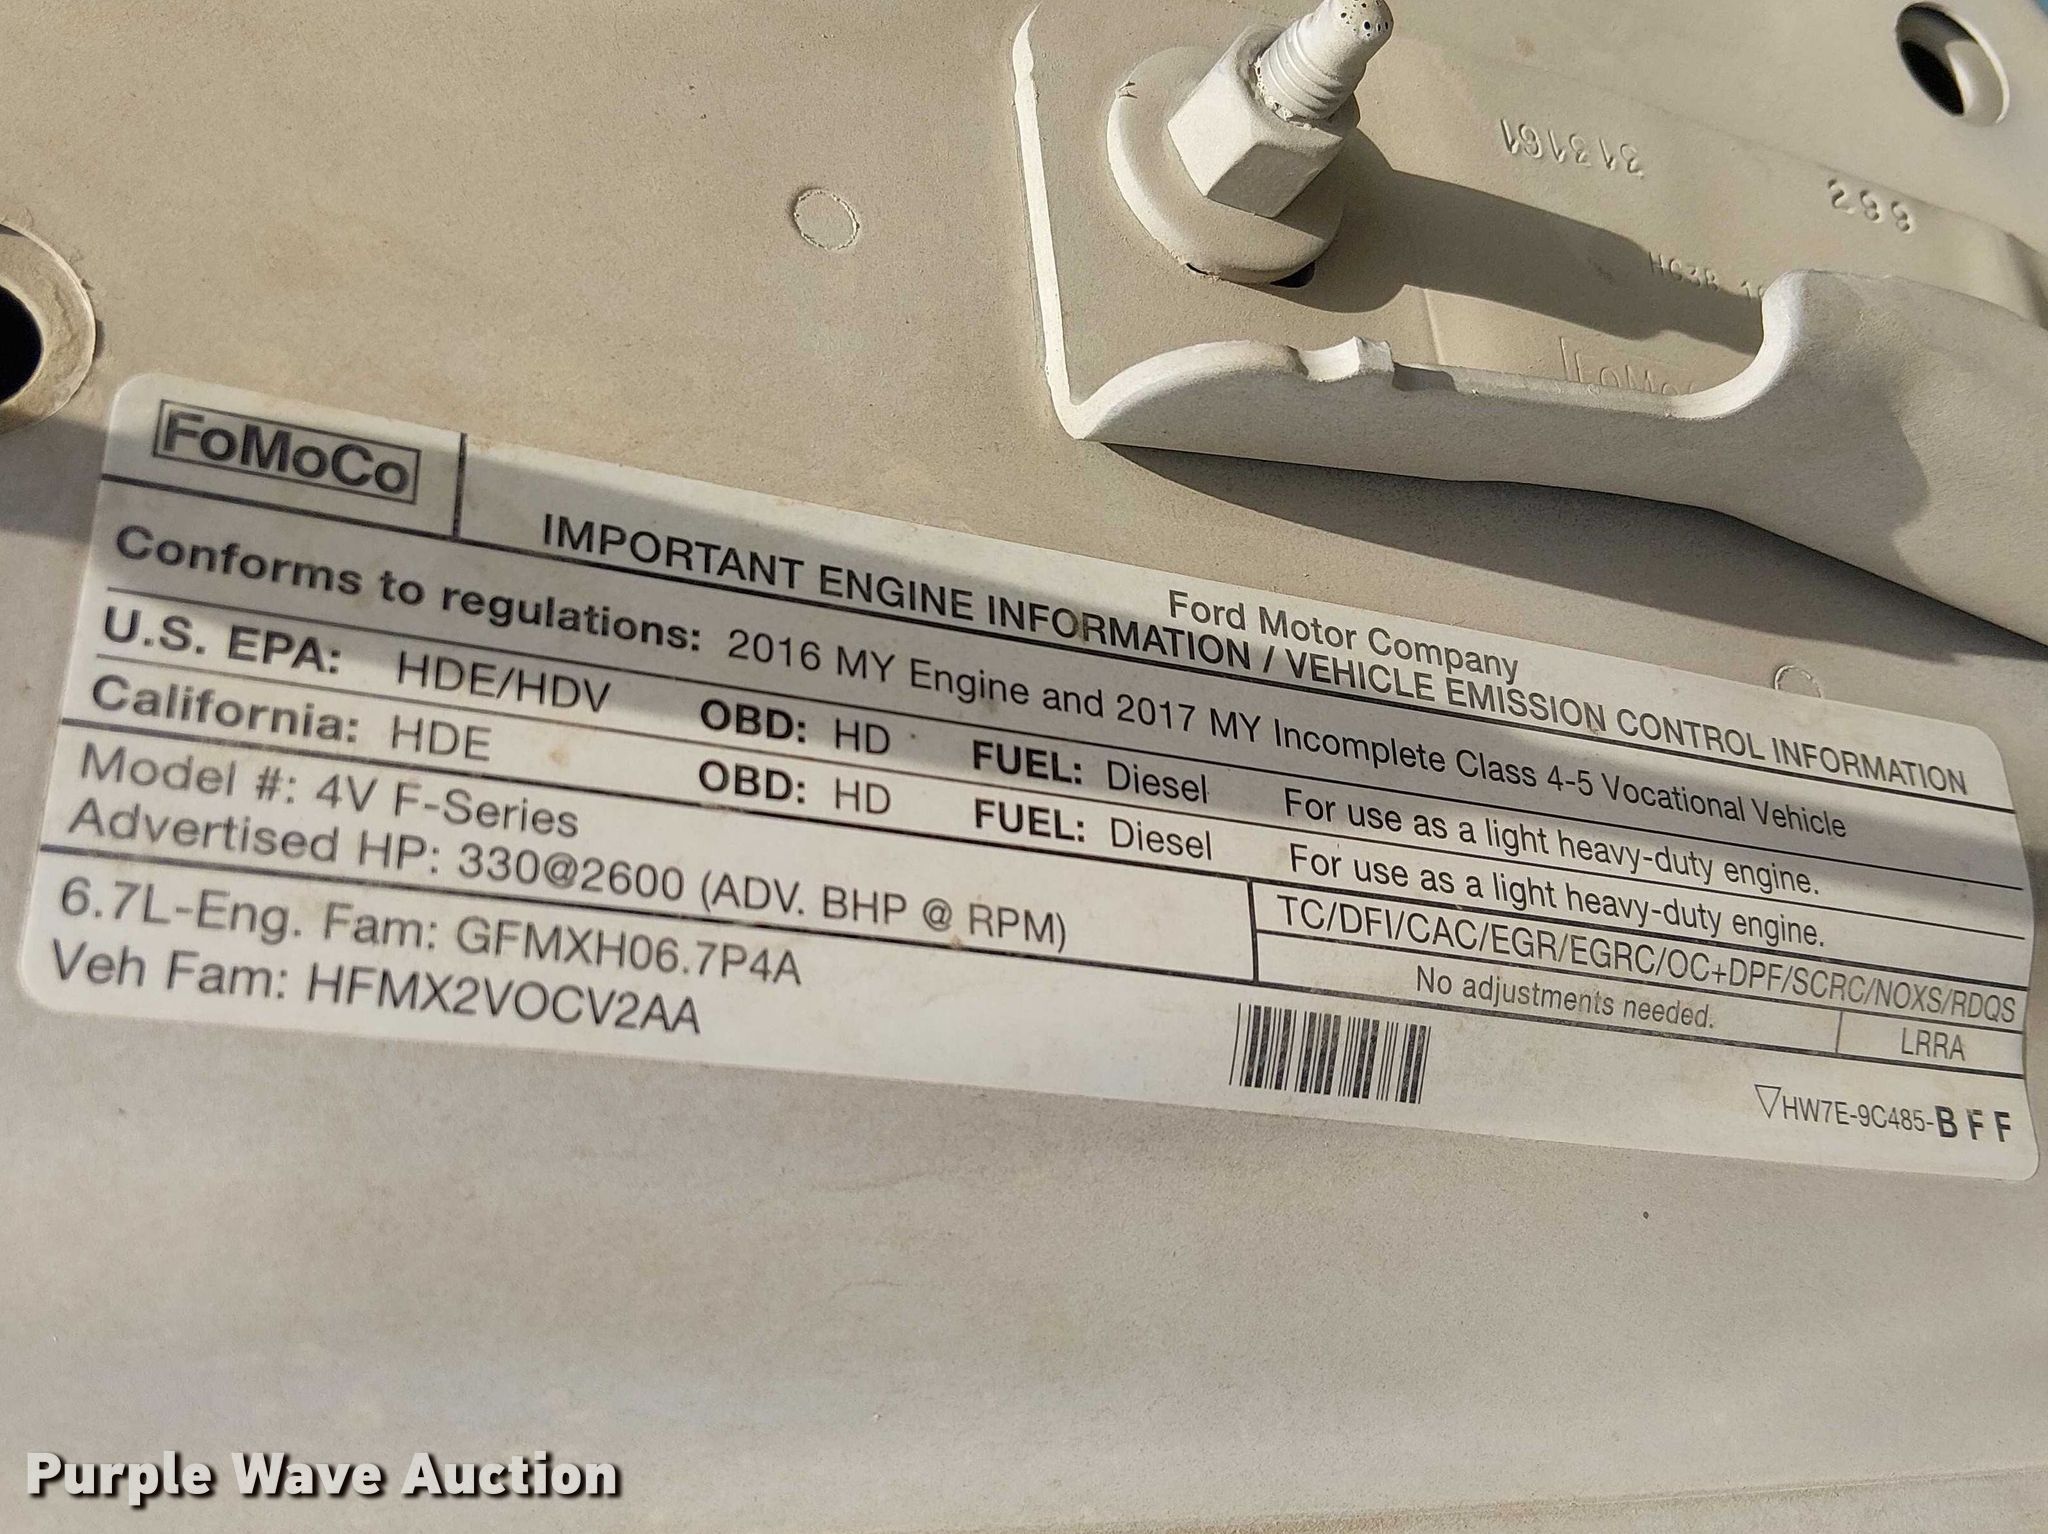 313161
288
HC3B
FoMoCo
FoMoCo
Ford Motor Company
IMPORTANT ENGINE INFORMATION / VEHICLE EMISSION CONTROL INFORMATION
Conforms to regulations: 2016 MY Engine and 2017 MY Incomplete Class 4-5 Vocational Vehicle
U.S. EPA: HDE/HDV OBD: HD FUEL: Diesel For use as a light heavy-duty engine.
California: HDE OBD: HD FUEL: Diesel For use as a light heavy-duty engine.
Model #: 4V F-Series
Advertised HP: 330@2600 (ADV. BHP @ RPM)
TC/DFI/CAC/EGR/EGRC/OC+DPF/SCRC/NOXS/RDQS
6.7L-Eng. Fam: GFMXH06.7P4A
No adjustments needed.
LRRA
Veh Fam: HFMX2VOCV2AA
HW7E-9C485-BFF
Purple Wave Auction